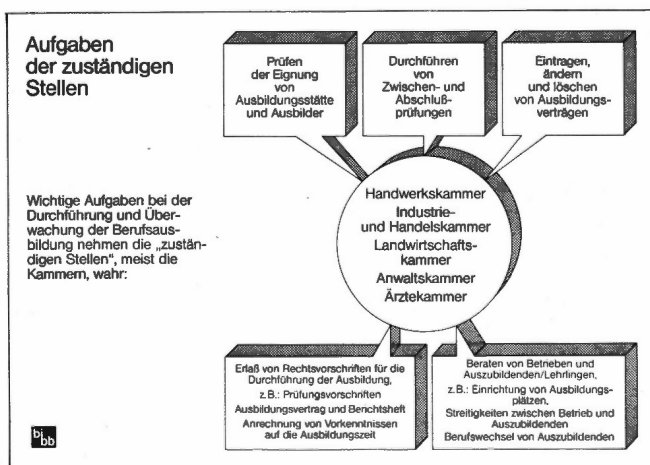 Aufgaben
der zuständigen
Stellen
Wichtige Aufgaben bei der
Durchführung und Über-
wachung der Berufsaus-
bildung nehmen die „zustän-
digen Stellen", meist die
Kammern, wahr:
Prüfen
der Eignung
von
Ausbildungsstätte
und Ausbilder
Durchführen
von
Zwischen- und
Abschluß-
prüfungen
Eintragen,
ändern
und löschen
von Ausbildungs-
verträgen
Handwerkskammer
Industrie-
und Handelskammer
Landwirtschafts-
kammer
Anwaltskammer
Ärztekammer
Erlaß von Rechtsvorschriften für die
Durchführung der Ausbildung,
z.B.: Prüfungsvorschriften
Ausbildungsvertrag und Berichtsheft
Anrechnung von Vorkenntnissen
auf die Ausbildungszeit
Beraten von Betrieben und
Auszubildenden/Lehrlingen,
z.B.: Einrichtung von Ausbildungs-
plätzen,
Streitigkeiten zwischen Betrieb und
Auszubildenden
Berufswechsel von Auszubildenden
bibb